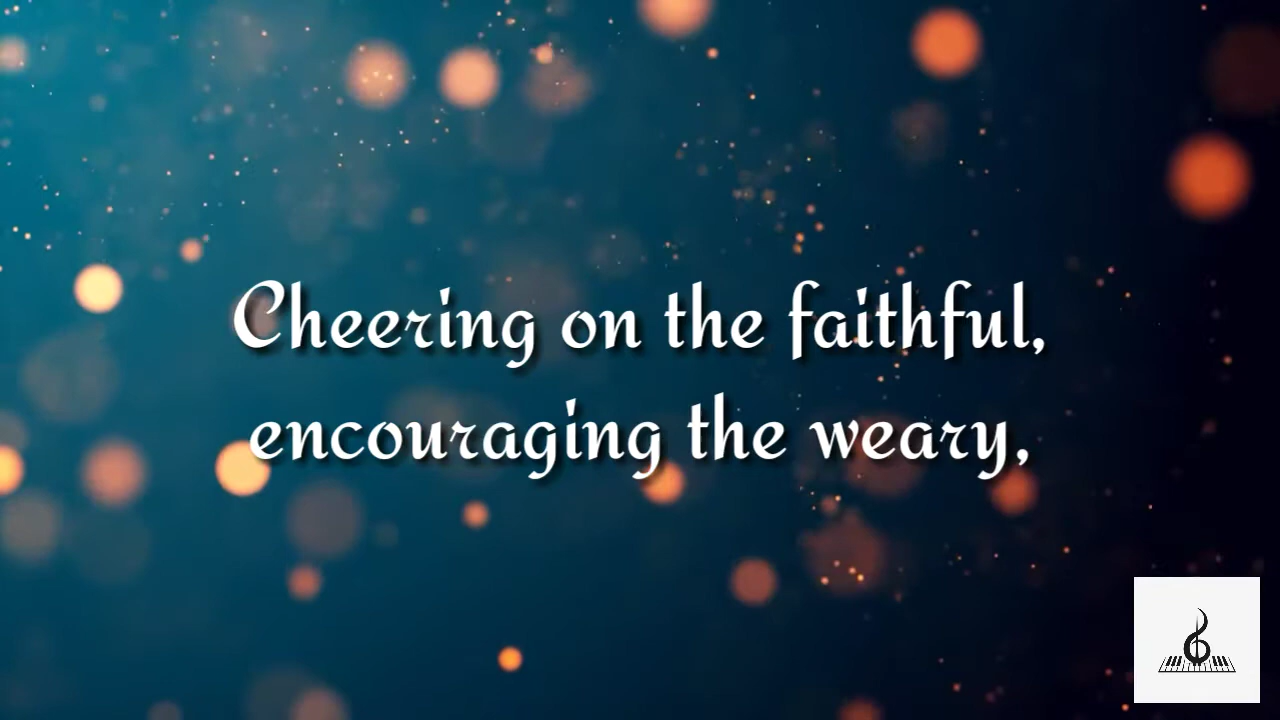 Cheering on the faithful,
encouraging the weary,